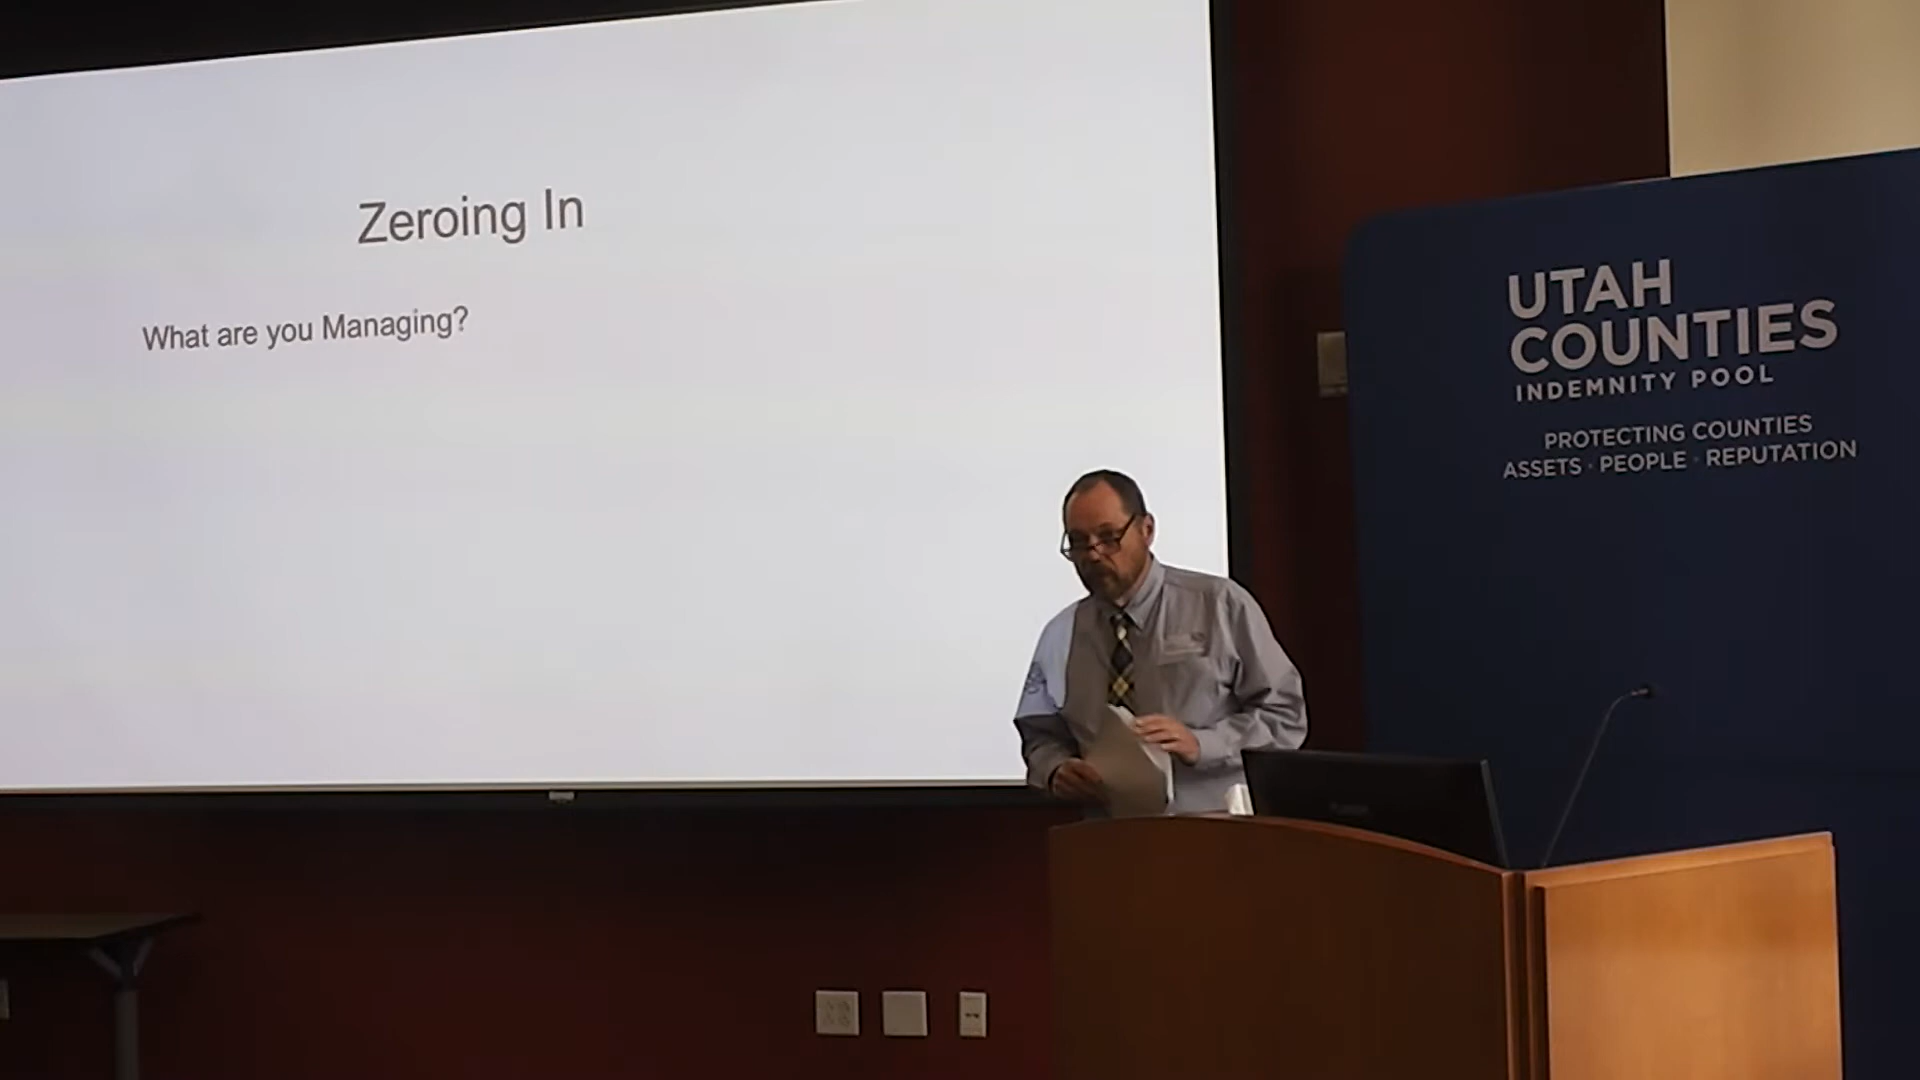 Zeroing In
What are you Managing?
UTAH
COUNTIES
INDEMNITY POOL
PROTECTING COUNTIES
ASSETS · PEOPLE · REPUTATION